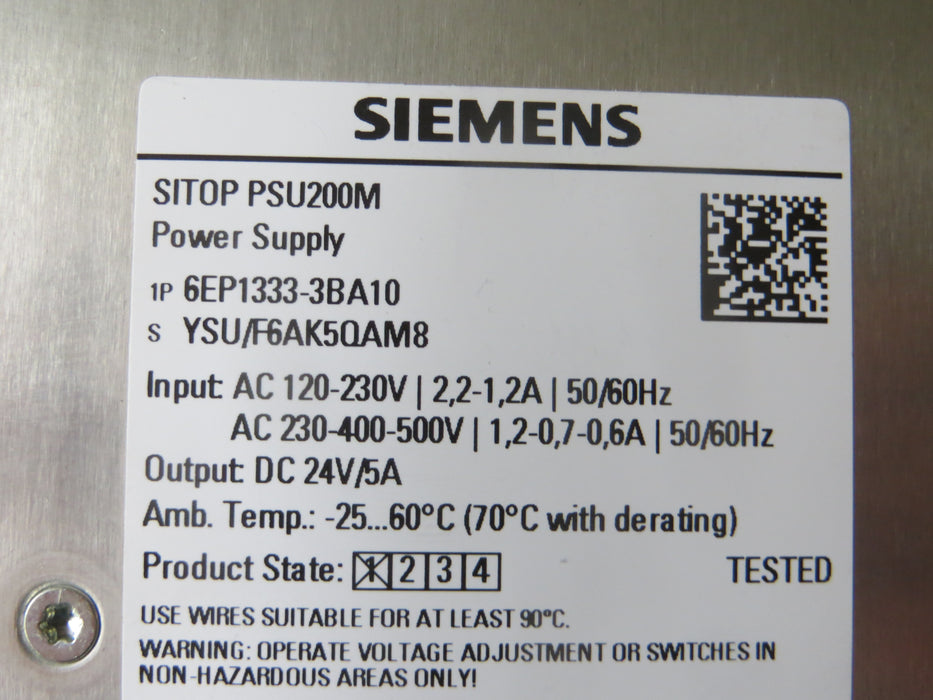 SIEMENS
SITOP PSU200M
Power Supply
1P 6EP1333-3BA10
S YSU/F6AK5QAM8
Input: AC 120-230V | 2,2-1,2A | 50/60Hz
AC 230-400-500V | 1,2-0,7-0,6A | 50/60Hz
Output: DC 24V/5A
Amb. Temp.: -25...60°C (70°C with derating)
Product State: 1 2 3 4 TESTED
USE WIRES SUITABLE FOR AT LEAST 90°C.
WARNING: OPERATE VOLTAGE ADJUSTMENT OR SWITCHES IN
NON-HAZARDOUS AREAS ONLY!